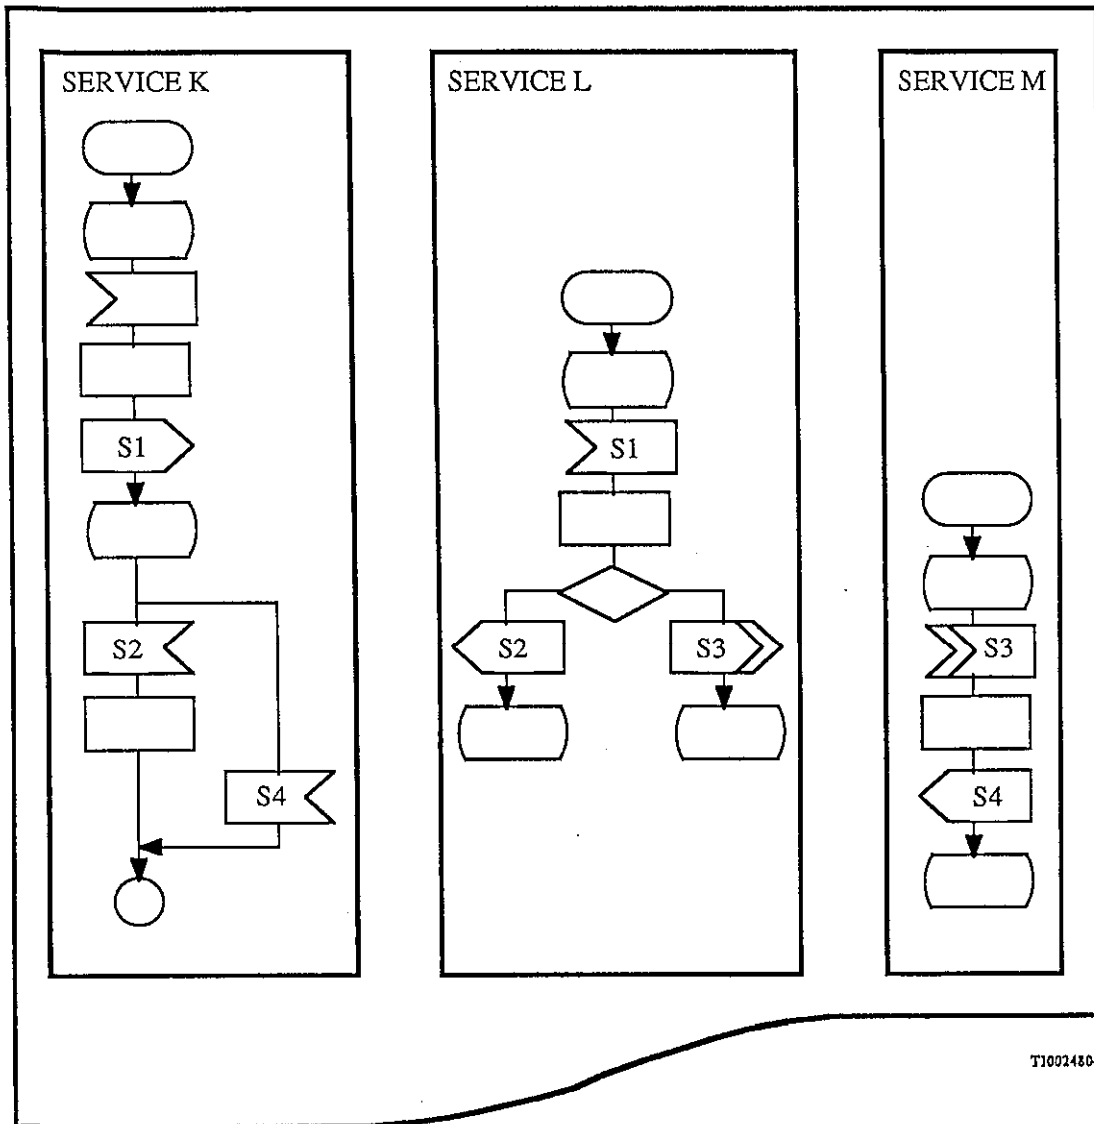 SERVICE K
SERVICE L
SERVICE M
S1
S1
S2
S2
S3
S3
S4
S4
T1002480-